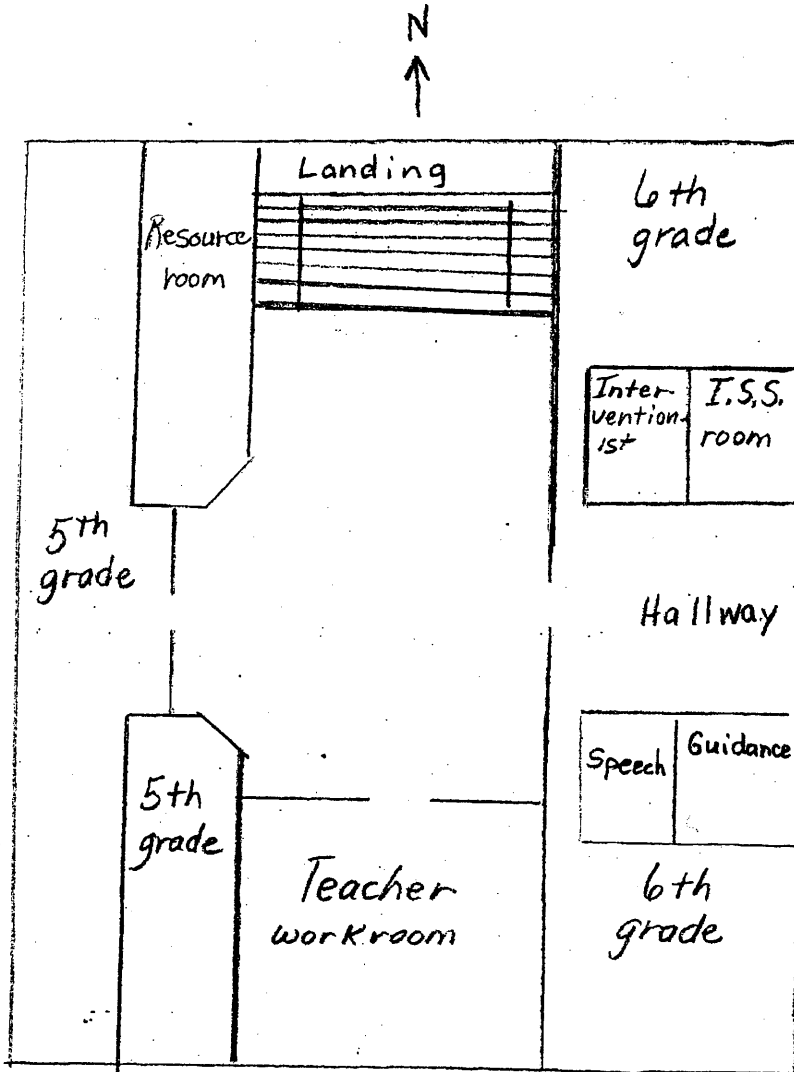 N
Landing
Resource
room
6th
grade
Inter-
vention-
ist
I.S.S.
room
5th
grade
Hallway
Speech
Guidance
5th
grade
Teacher
workroom
6th
grade